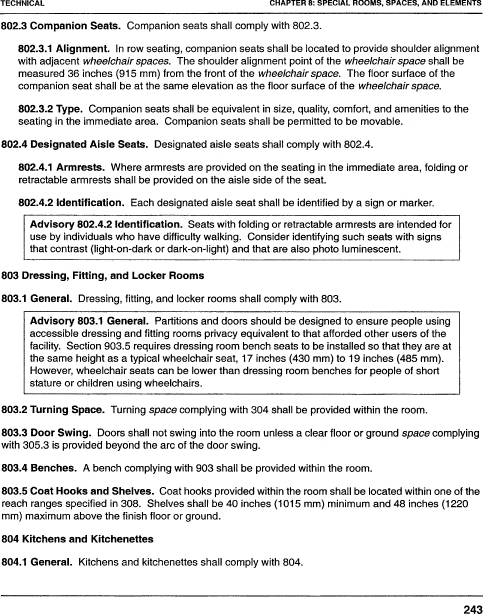 TECHNICAL CHAPTER 8: SPECIAL ROOMS, SPACES, AND ELEMENTS
802.3 Companion Seats. Companion seats shall comply with 802.3.
802.3.1 Alignment. In row seating, companion seats shall be located to provide shoulder alignment
with adjacent wheelchair spaces. The shoulder alignment point of the wheelchair space shall be
measured 36 inches (915 mm) from the front of the wheelchair space. The floor surface of the
companion seat shall be at the same elevation as the floor surface of the wheelchair space.
802.3.2 Type. Companion seats shall be equivalent in size, quality, comfort, and amenities to the
seating in the immediate area. Companion seats shall be permitted to be movable.
802.4 Designated Aisle Seats. Designated aisle seats shall comply with 802.4.
802.4.1 Armrests. Where armrests are provided on the seating in the immediate area, folding or
retractable armrests shall be provided on the aisle side of the seat.
802.4.2 Identification. Each designated aisle seat shall be identified by a sign or marker.
Advisory 802.4.2 Identification. Seats with folding or retractable armrests are intended for
use by individuals who have difficulty walking. Consider identifying such seats with signs
that contrast (light-on-dark or dark-on-light) and that are also photo luminescent.
803 Dressing, Fitting, and Locker Rooms
803.1 General. Dressing, fitting, and locker rooms shall comply with 803.
Advisory 803.1 General. Partitions and doors should be designed to ensure people using
accessible dressing and fitting rooms privacy equivalent to that afforded other users of the
facility. Section 903.5 requires dressing room bench seats to be installed so that they are at
the same height as a typical wheelchair seat, 17 inches (430 mm) to 19 inches (485 mm).
However, wheelchair seats can be lower than dressing room benches for people of short
stature or children using wheelchairs.
803.2 Turning Space. Turning space complying with 304 shall be provided within the room.
803.3 Door Swing. Doors shall not swing into the room unless a clear floor or ground space complying
with 305.3 is provided beyond the arc of the door swing.
803.4 Benches. A bench complying with 903 shall be provided within the room.
803.5 Coat Hooks and Shelves. Coat hooks provided within the room shall be located within one of the
reach ranges specified in 308. Shelves shall be 40 inches (1015 mm) minimum and 48 inches (1220
mm) maximum above the finish floor or ground.
804 Kitchens and Kitchenettes
804.1 General. Kitchens and kitchenettes shall comply with 804.
243